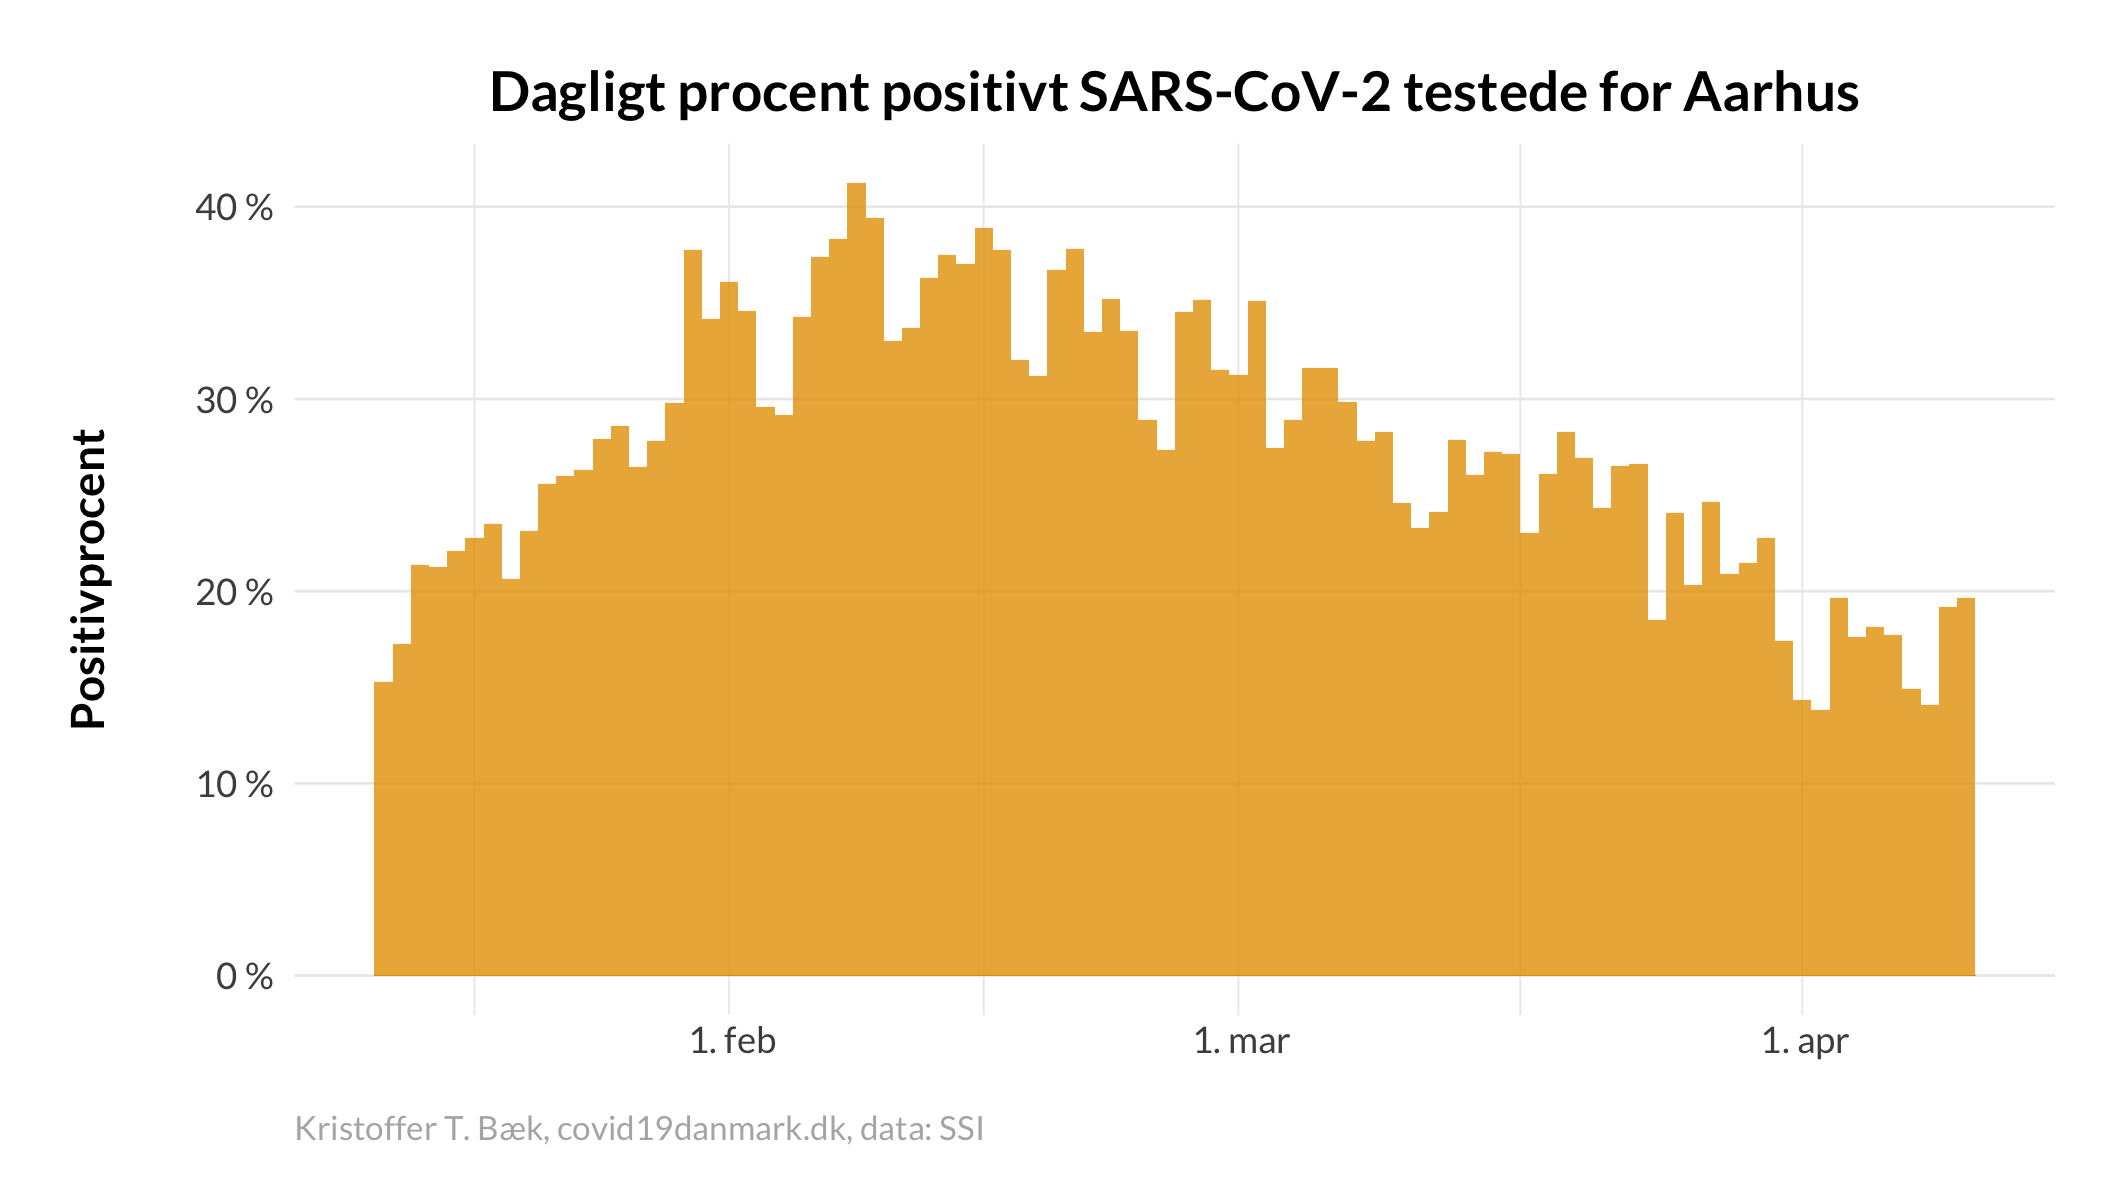 Dagligt procent positivt SARS-CoV-2 testede for Aarhus
Positivprocent
40 %
30 %
20 %
10 %
0 %
1. feb
1. mar
1. apr
Kristoffer T. Bæk, covid19danmark.dk, data: SSI